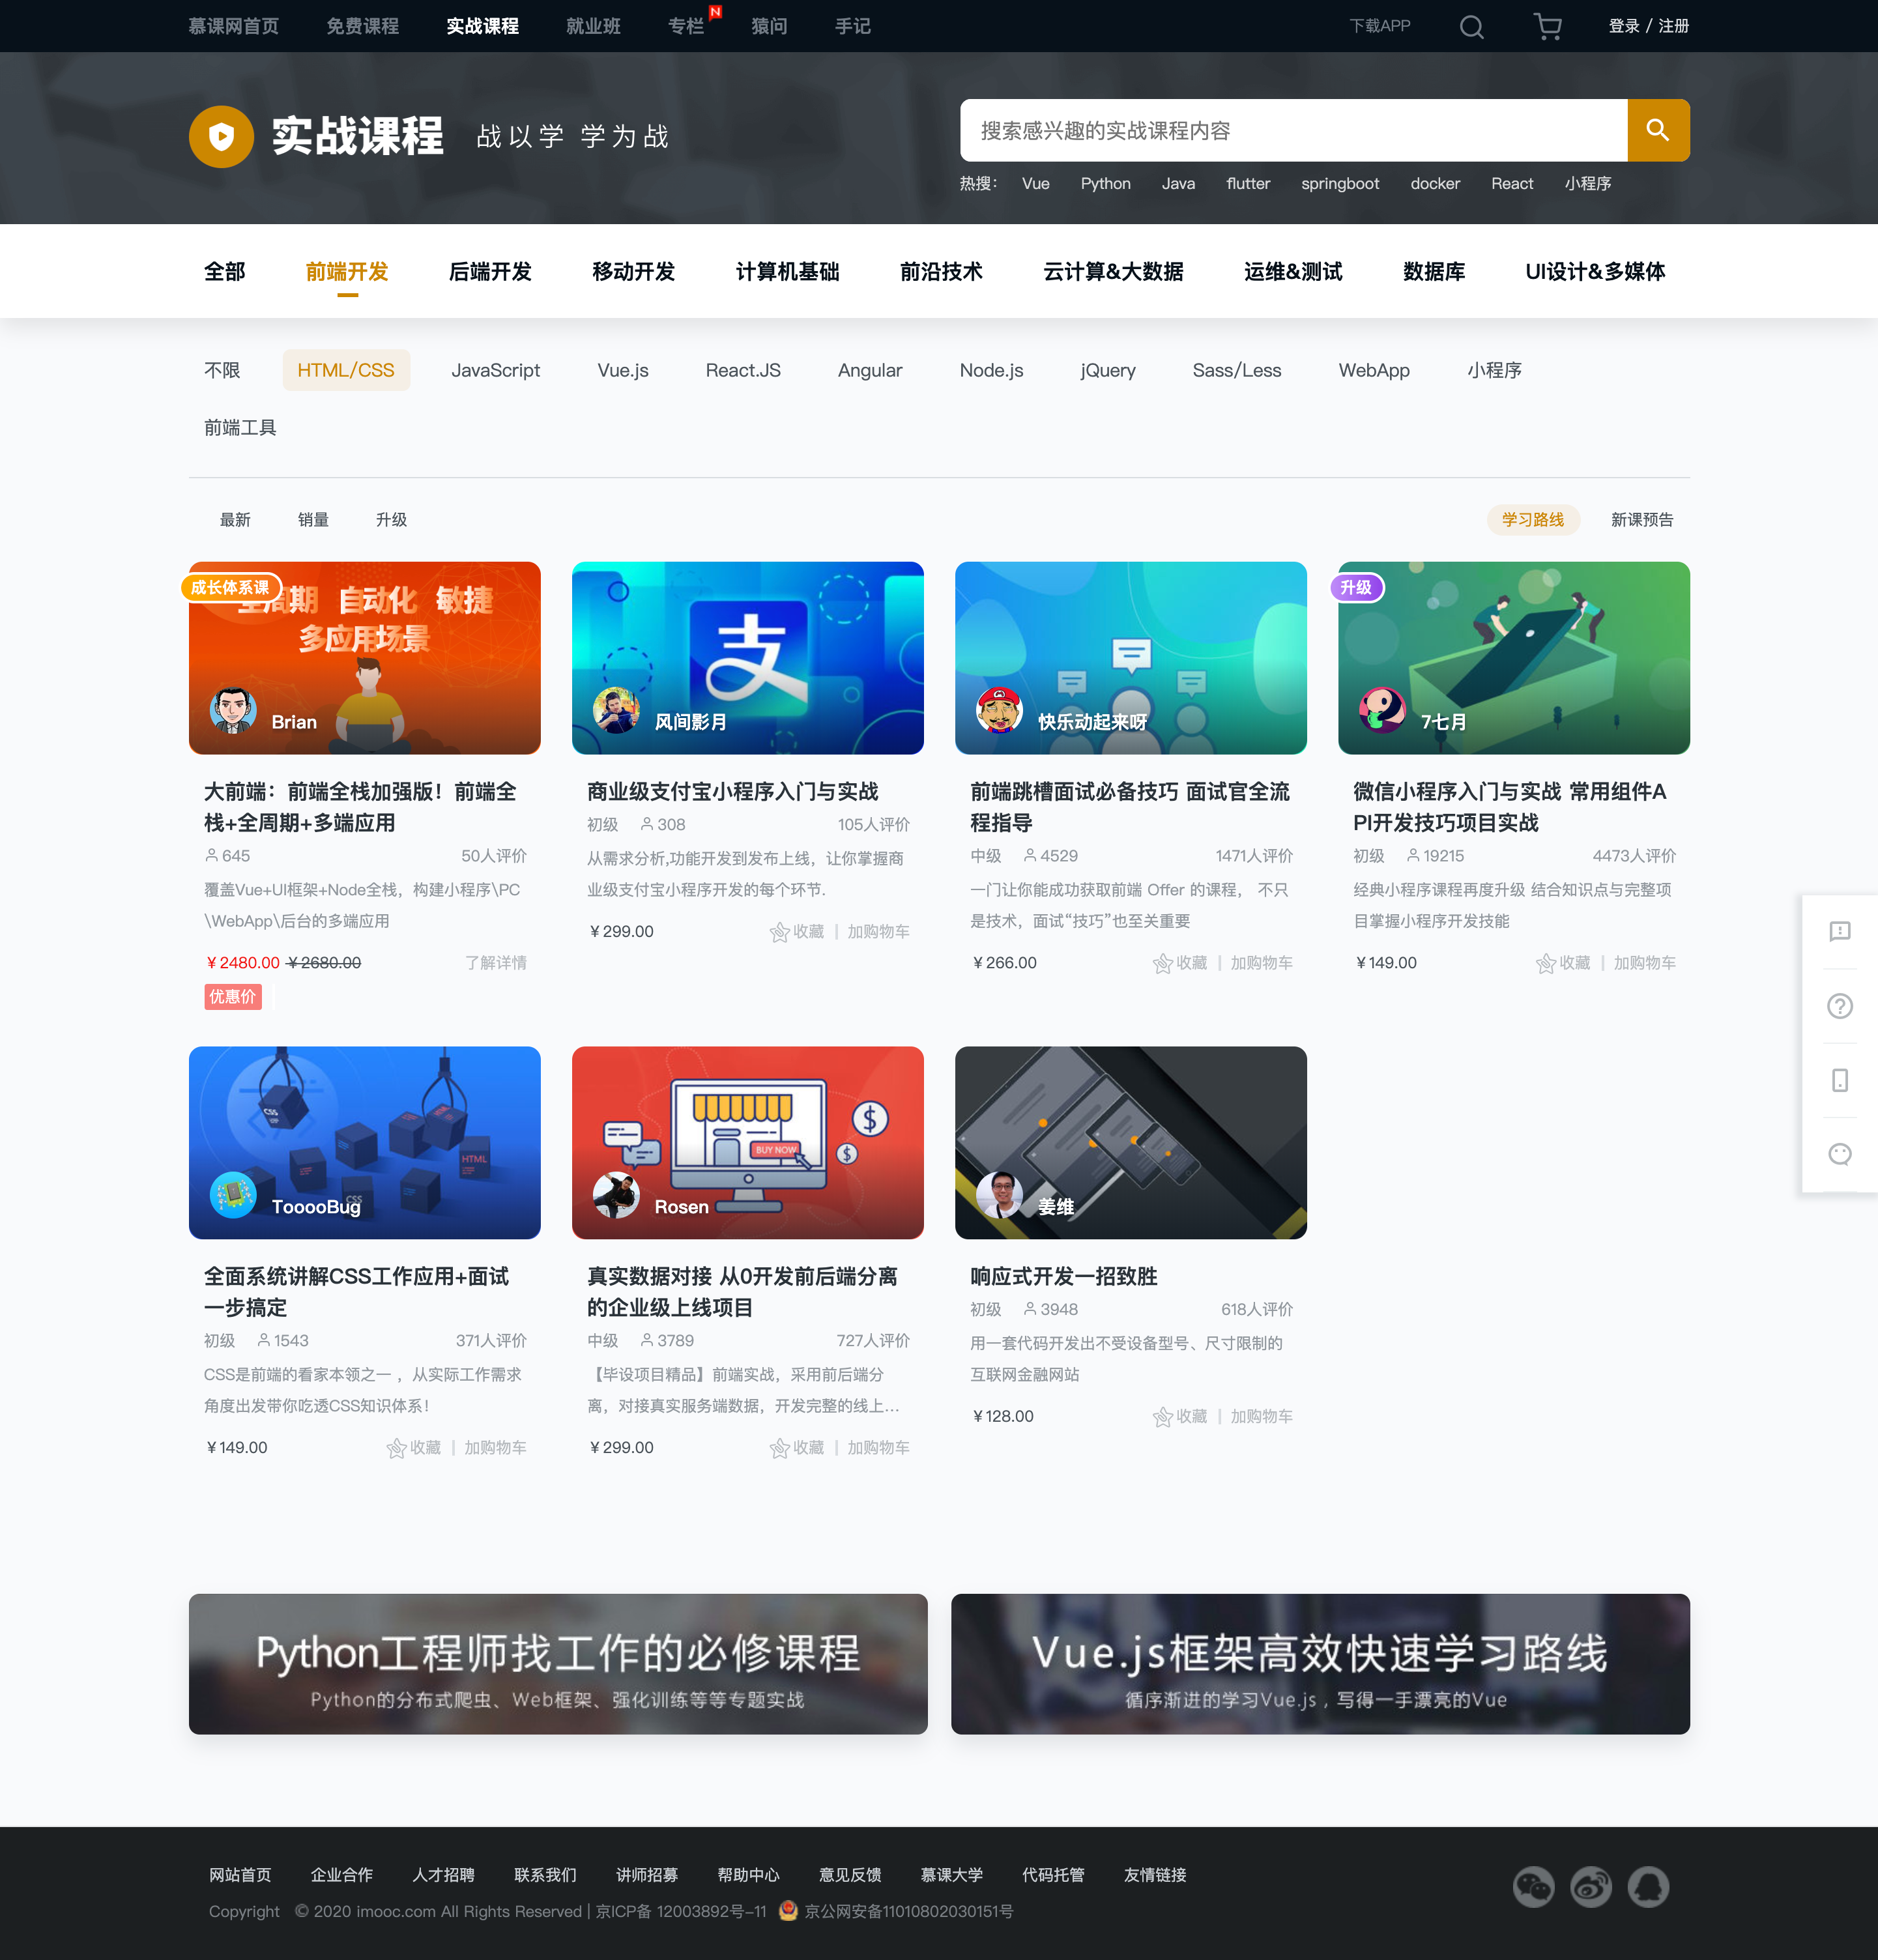 慕课网首页 免费课程 实战课程 就业班 专栏 N 猿问 手记 下载APP 登录 / 注册
实战课程 战以学 学为战
搜索感兴趣的实战课程内容
热搜： Vue Python Java flutter springboot docker React 小程序
全部 前端开发 后端开发 移动开发 计算机基础 前沿技术 云计算&大数据 运维&测试 数据库 UI设计&多媒体
不限 HTML/CSS JavaScript Vue.js React.JS Angular Node.js jQuery Sass/Less WebApp 小程序
前端工具
最新 销量 升级 学习路线 新课预告
成长体系课
全周期 自动化 敏捷
多应用场景
Brian
大前端：前端全栈加强版！前端全
栈+全周期+多端应用
645 50人评价
覆盖Vue+UI框架+Node全栈，构建小程序\PC
\WebApp\后台的多端应用
￥2480.00 ￥2680.00 了解详情
优惠价
支
风间影月
商业级支付宝小程序入门与实战
初级 308 105人评价
从需求分析,功能开发到发布上线，让你掌握商
业级支付宝小程序开发的每个环节.
￥299.00 收藏 | 加购物车
快乐动起来呀
前端跳槽面试必备技巧 面试官全流
程指导
中级 4529 1471人评价
一门让你能成功获取前端 Offer 的课程， 不只
是技术，面试“技巧”也至关重要
￥266.00 收藏 | 加购物车
升级
7七月
微信小程序入门与实战 常用组件A
PI开发技巧项目实战
初级 19215 4473人评价
经典小程序课程再度升级 结合知识点与完整项
目掌握小程序开发技能
￥149.00 收藏 | 加购物车
CSS
HTML
CSS
TooooBug
全面系统讲解CSS工作应用+面试
一步搞定
初级 1543 371人评价
CSS是前端的看家本领之一 ，从实际工作需求
角度出发带你吃透CSS知识体系！
￥149.00 收藏 | 加购物车
$
BUY NOW
$
Rosen
真实数据对接 从0开发前后端分离
的企业级上线项目
中级 3789 727人评价
【毕设项目精品】前端实战，采用前后端分
离，对接真实服务端数据，开发完整的线上...
￥299.00 收藏 | 加购物车
姜维
响应式开发一招致胜
初级 3948 618人评价
用一套代码开发出不受设备型号、尺寸限制的
互联网金融网站
￥128.00 收藏 | 加购物车
Python工程师找工作的必修课程
Python的分布式爬虫、Web框架、强化训练等等专题实战
Vue.js框架高效快速学习路线
循序渐进的学习Vue.js，写得一手漂亮的Vue
网站首页 企业合作 人才招聘 联系我们 讲师招募 帮助中心 意见反馈 慕课大学 代码托管 友情链接
Copyright © 2020 imooc.com All Rights Reserved | 京ICP备 12003892号-11 京公网安备11010802030151号